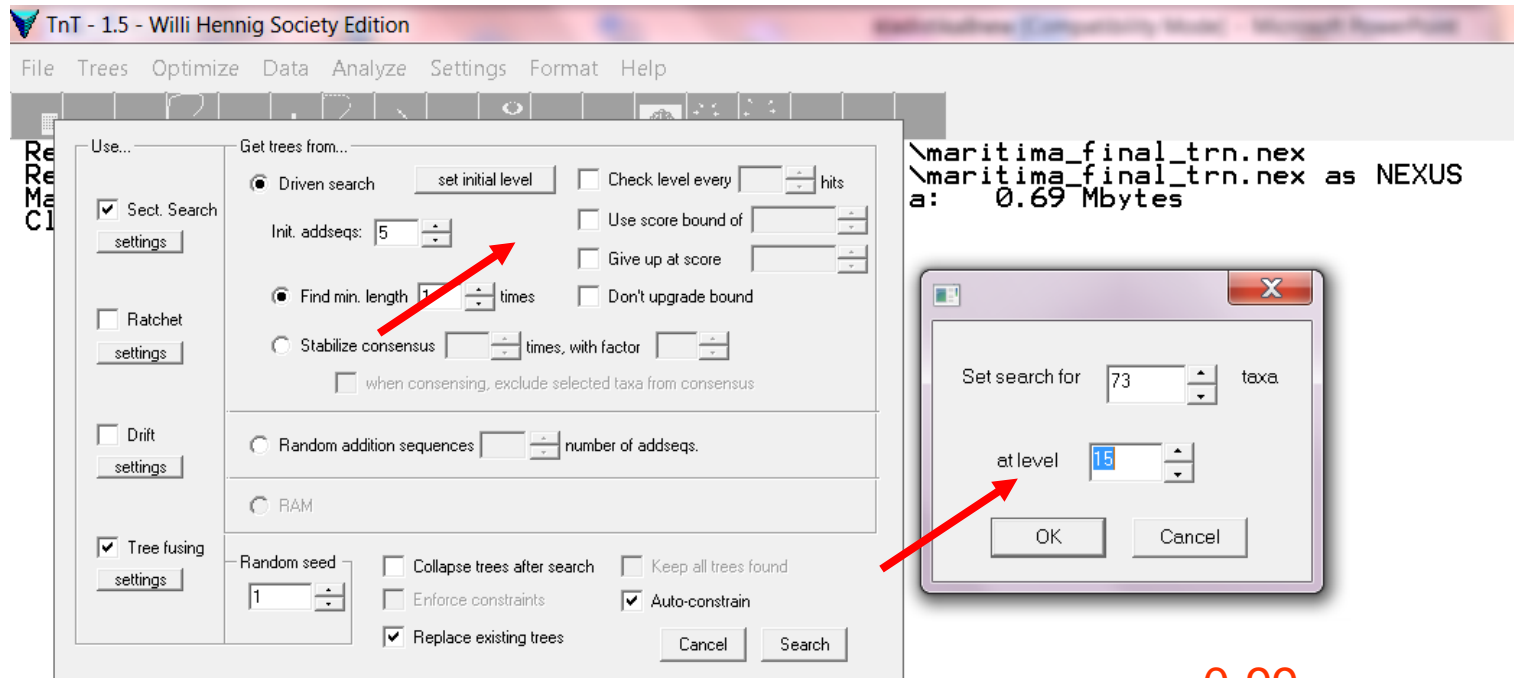 TnT - 1.5 - Willi Hennig Society Edition
File Trees Optimize Data Analyze Settings Format Help
Re \maritima_final_trn.nex
Re \maritima_final_trn.nex as NEXUS
Ma a: 0.69 Mbytes
Cl
Use...
Sect. Search
settings
Ratchet
settings
Drift
settings
Tree fusing
settings
Get trees from...
Driven search set initial level Check level every hits
Init. addseqs: 5 Use score bound of
Give up at score
Find min. length 1 times Don't upgrade bound
Stabilize consensus times, with factor
when consensing, exclude selected taxa from consensus
Random addition sequences number of addseqs.
RAM
Random seed
1
Collapse trees after search Keep all trees found
Enforce constraints Auto-constrain
Replace existing trees Cancel Search
Set search for 73 taxa
at level 15
OK Cancel